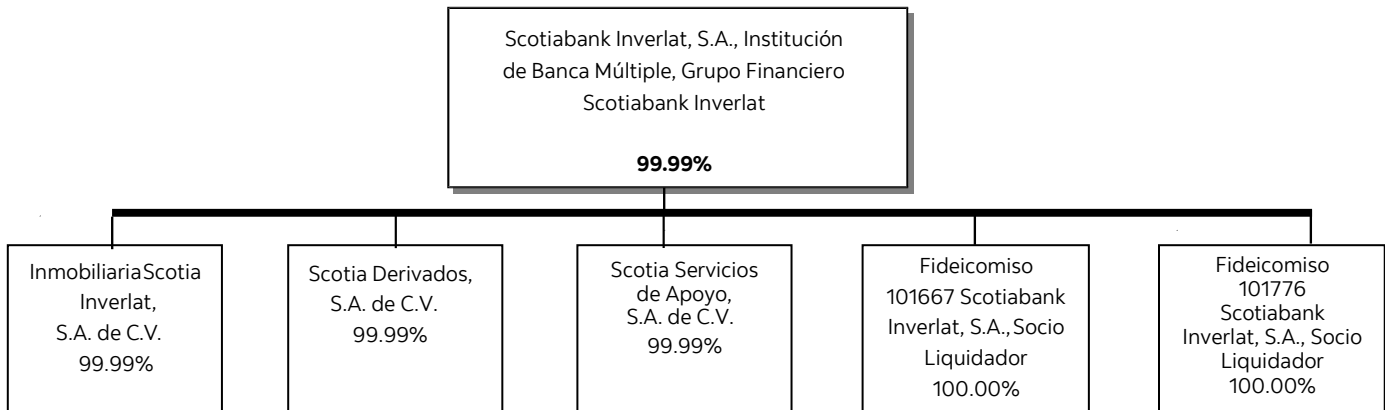 Scotiabank Inverlat, S.A., Institución
de Banca Múltiple, Grupo Financiero
Scotiabank Inverlat
99.99%
Inmobiliaria Scotia
Inverlat,
S.A. de C.V.
99.99%
Scotia Derivados,
S.A. de C.V.
99.99%
Scotia Servicios
de Apoyo,
S.A. de C.V.
99.99%
Fideicomiso
101667 Scotiabank
Inverlat, S.A., Socio
Liquidador
100.00%
Fideicomiso
101776
Scotiabank
Inverlat, S.A., Socio
Liquidador
100.00%